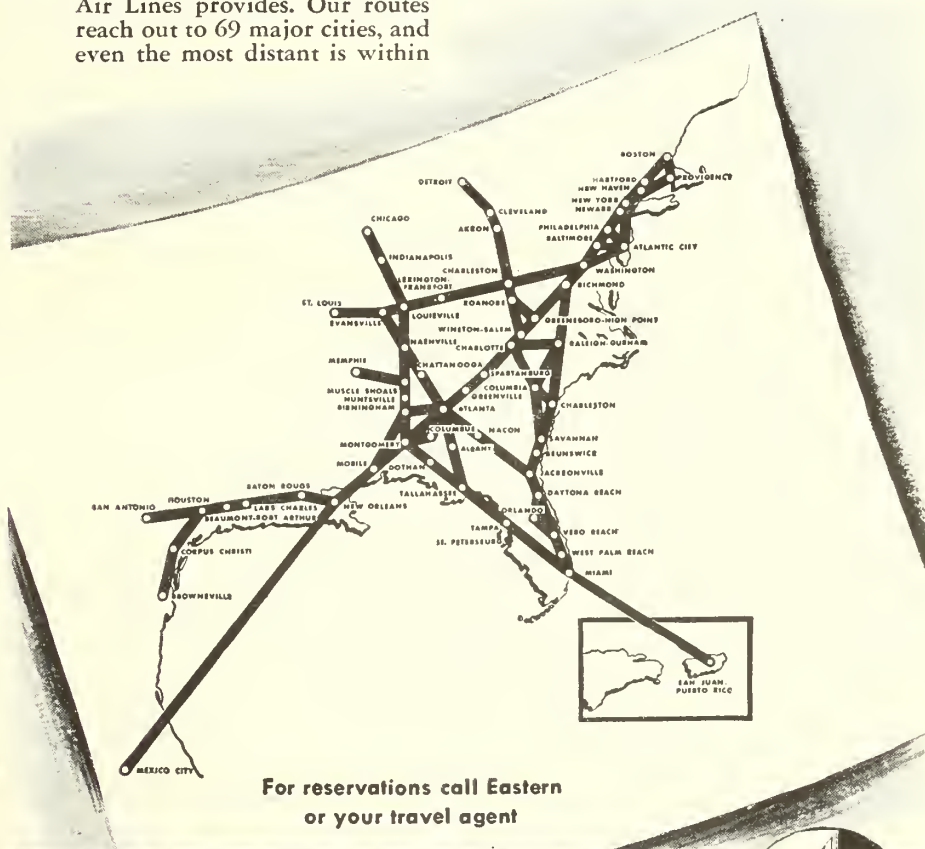 Air Lines provides. Our routes
reach out to 69 major cities, and
even the most distant is within
BOSTON
DETROIT
HARTFORD
PROVIDENCE
NEW HAVEN
NEW YORK
NEWARK
CLEVELAND
CHICAGO
AKRON
PHILADELPHIA
BALTIMORE
ATLANTIC CITY
INDIANAPOLIS
CHARLESTON
WASHINGTON
LEXINGTON-
FRANKFORT
RICHMOND
ST. LOUIS
ROANOKE
EVANSVILLE
LOUISVILLE
GREENSBORO-HIGH POINT
WINSTON-SALEM
NASHVILLE
CHARLOTTE
RALEIGH-DURHAM
MEMPHIS
CHATTANOOGA
SPARTANBURG
MUSCLE SHOALS
COLUMBIA
HUNTSVILLE
GREENVILLE
BIRMINGHAM
ATLANTA
CHARLESTON
COLUMBUS
MACON
MONTGOMERY
ALBANY
SAVANNAH
BRUNSWICK
MOBILE
DOTHAN
JACKSONVILLE
BATON ROUGE
TALLAHASSEE
DAYTONA BEACH
HOUSTON
SAN ANTONIO
LAKE CHARLES
NEW ORLEANS
ORLANDO
BEAUMONT-PORT ARTHUR
TAMPA
VERO BEACH
ST. PETERSBURG
CORPUS CHRISTI
WEST PALM BEACH
MIAMI
BROWNSVILLE
SAN JUAN,
PUERTO RICO
MEXICO CITY
For reservations call Eastern
or your travel agent